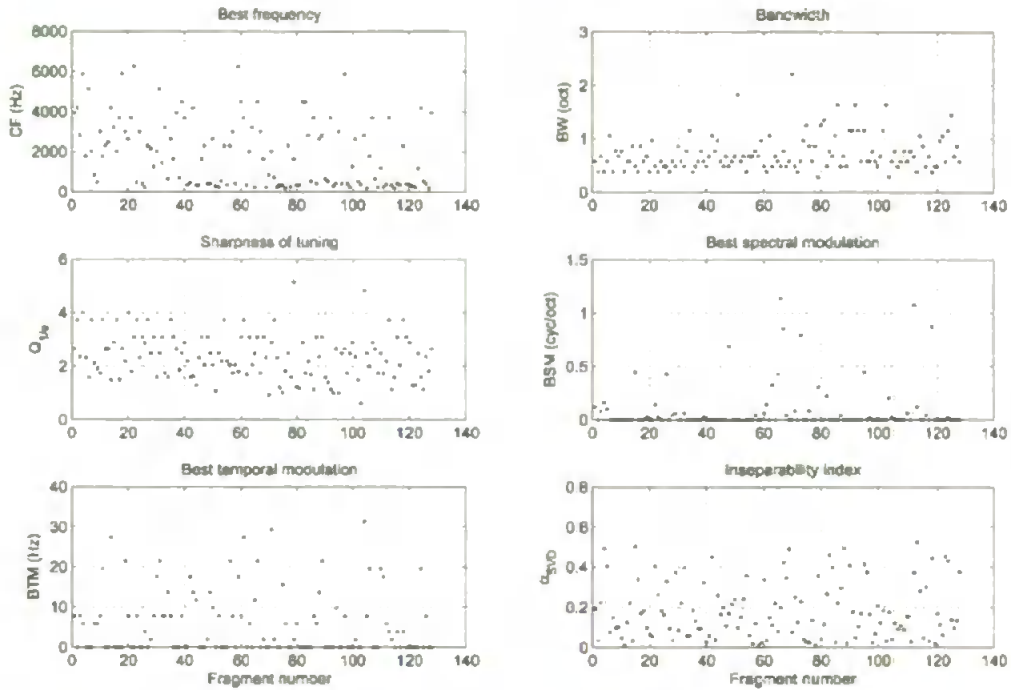 Best frequency
8000
6000
4000
2000
0
CF (Hz)
0 20 40 60 80 100 120 140
Bandwidth
3
2
1
0
BW (oct)
0 20 40 60 80 100 120 140
Sharpness of tuning
6
4
2
0
Q1/e
0 20 40 60 80 100 120 140
Best spectral modulation
1.5
1
0.5
0
BSM (cyc/oct)
0 20 40 60 80 100 120 140
Best temporal modulation
40
30
20
10
0
BTM (Hz)
0 20 40 60 80 100 120 140
Fragment number
Inseparability index
0.8
0.6
0.4
0.2
0
αSVD
0 20 40 60 80 100 120 140
Fragment number